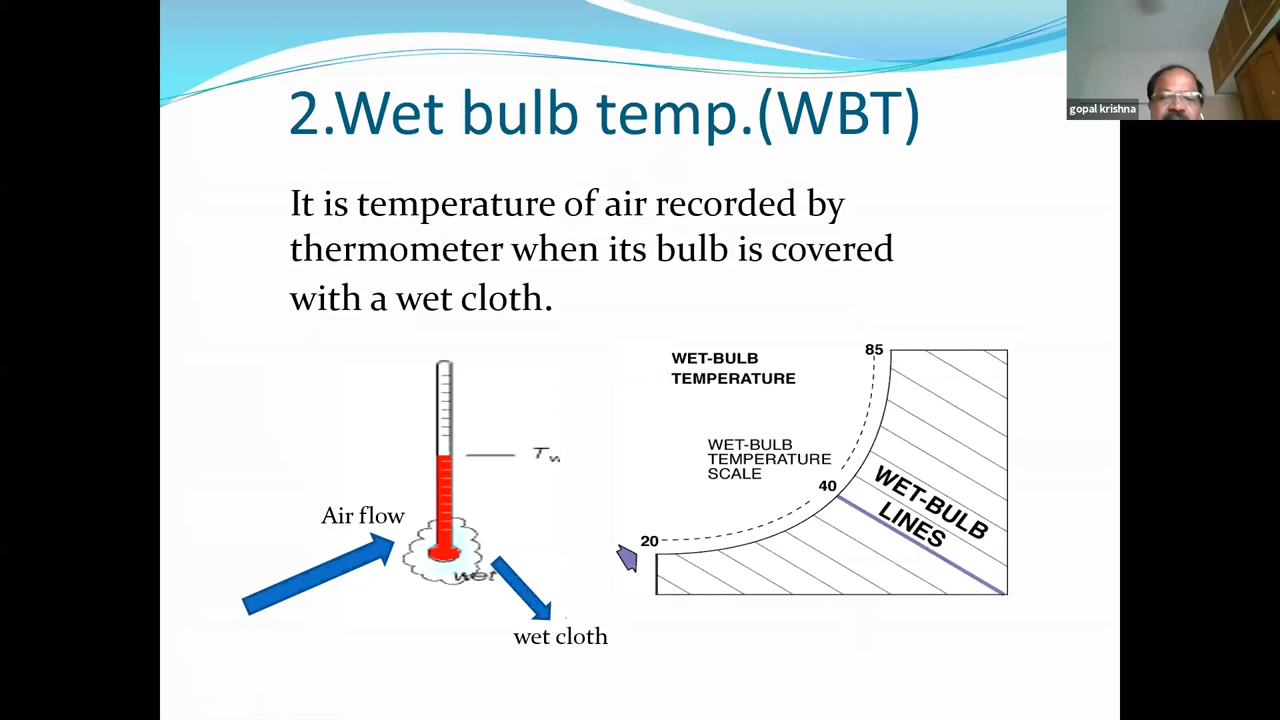 gopal krishna
2.Wet bulb temp.(WBT)
It is temperature of air recorded by
thermometer when its bulb is covered
with a wet cloth.
Air flow
wet
wet cloth
WET-BULB
TEMPERATURE
85
WET-BULB
TEMPERATURE
SCALE
40
20
WET-BULB
LINES